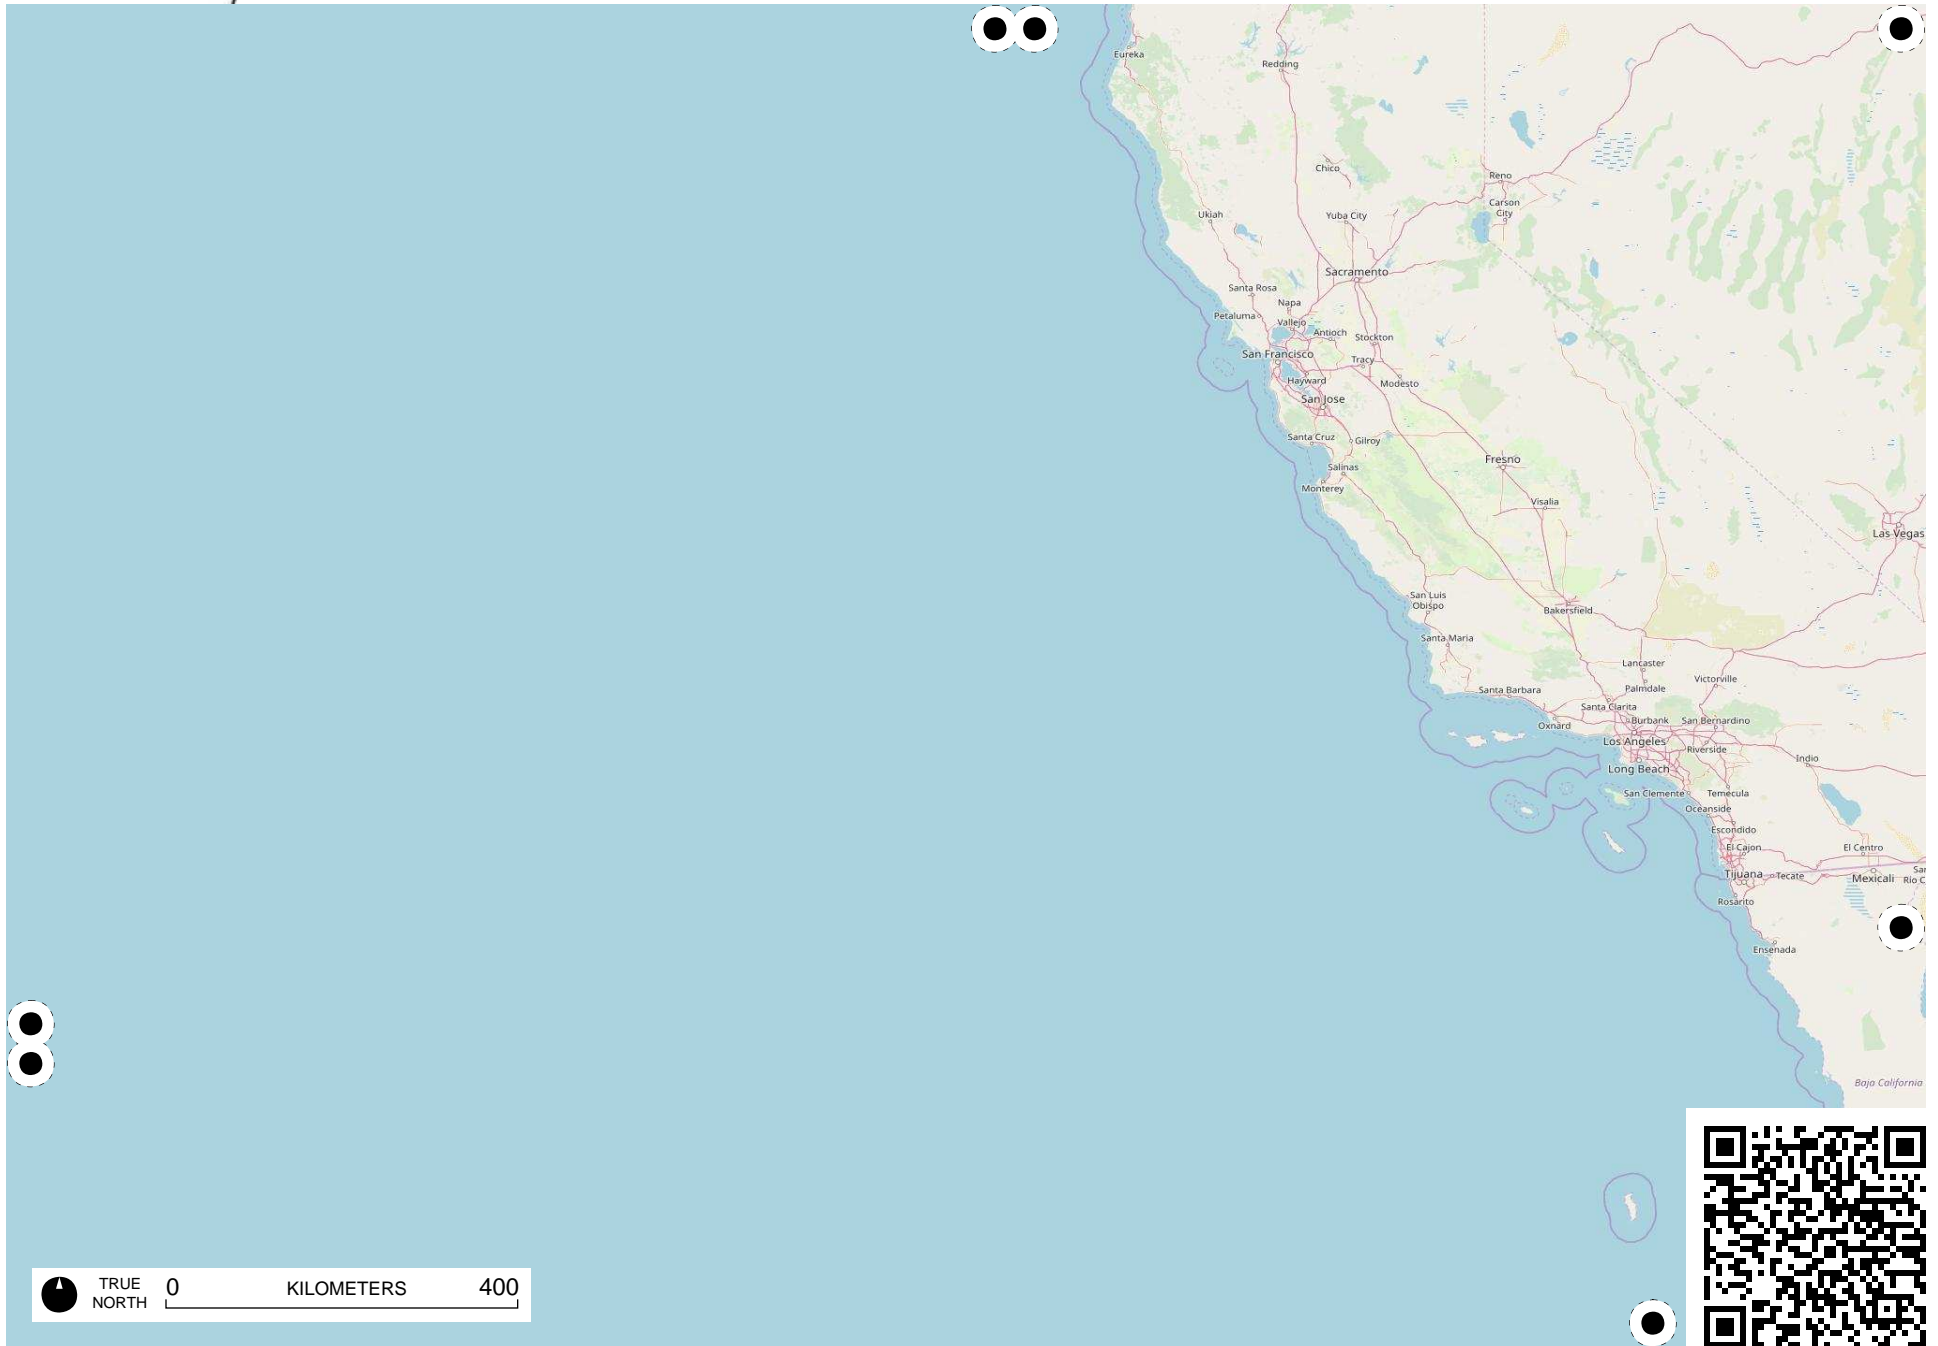 Eureka
Redding
Chico
Reno
Carson
City
Ukiah
Yuba City
Sacramento
Santa Rosa
Napa
Petaluma
Vallejo
Antioch
Stockton
San Francisco
Tracy
Hayward
Modesto
San Jose
Santa Cruz
Gilroy
Fresno
Salinas
Monterey
Visalia
Las Vegas
San Luis
Obispo
Bakersfield
Santa Maria
Lancaster
Victorville
Santa Barbara
Palmdale
Santa Clarita
Oxnard
Burbank
San Bernardino
Los Angeles
Riverside
Indio
Long Beach
San Clemente
Temecula
Oceanside
Escondido
El Cajon
El Centro
Tijuana
Tecate
Mexicali
San
Río C
Rosarito
Ensenada
Baja California
TRUE
NORTH
0
KILOMETERS
400